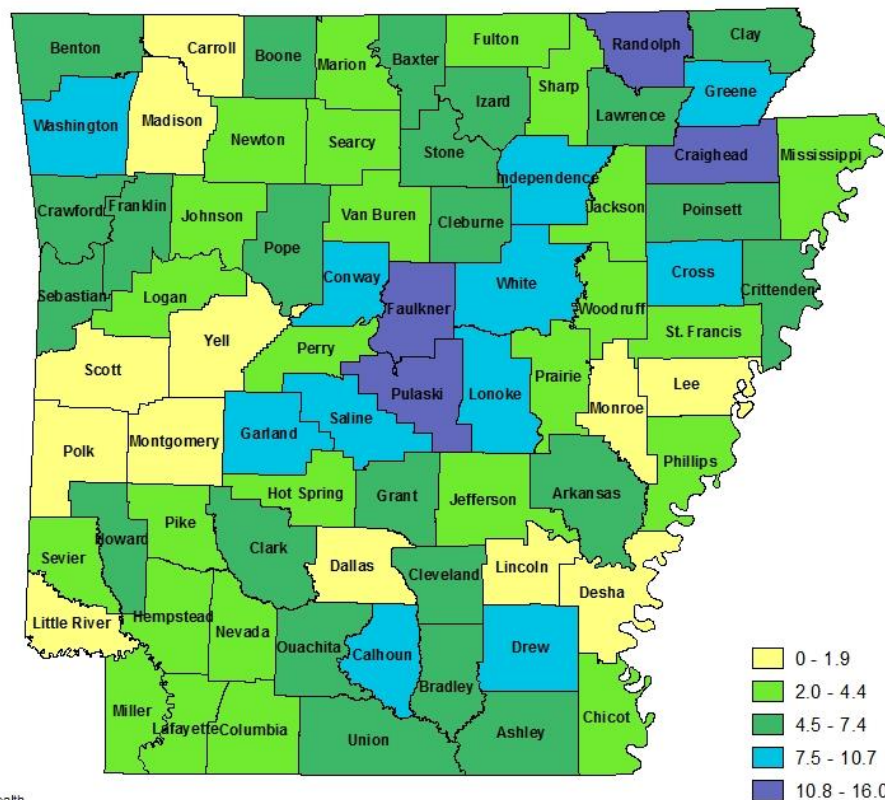 Benton
Carroll
Boone
Marion
Baxter
Fulton
Randolph
Clay
Izard
Sharp
Lawrence
Greene
Washington
Madison
Newton
Searcy
Stone
Independence
Craighead
Mississippi
Crawford
Franklin
Johnson
Pope
Van Buren
Cleburne
Jackson
Poinsett
Sebastian
Logan
Conway
Faulkner
White
Woodruff
Cross
Crittenden
Scott
Yell
Perry
Pulaski
Lonoke
Prairie
St. Francis
Monroe
Lee
Polk
Montgomery
Garland
Saline
Phillips
Hot Spring
Grant
Jefferson
Arkansas
Sevier
Howard
Pike
Clark
Dallas
Cleveland
Lincoln
Desha
Little River
Hempstead
Nevada
Ouachita
Calhoun
Bradley
Drew
Miller
Lafayette
Columbia
Union
Ashley
Chicot
0 - 1.9
2.0 - 4.4
4.5 - 7.4
7.5 - 10.7
10.8 - 16.0